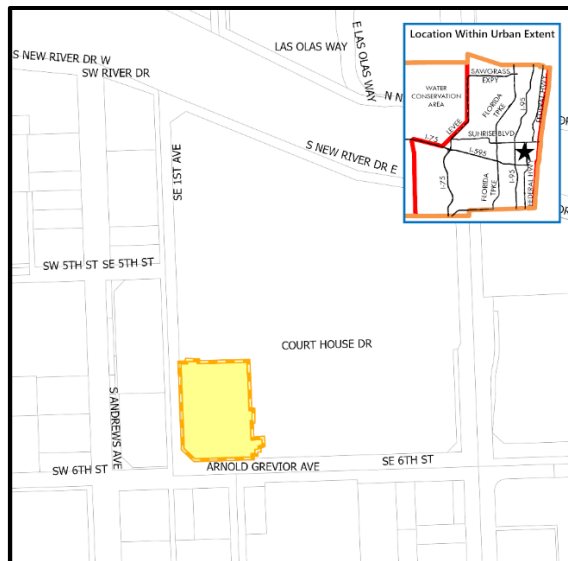 LAS OLAS WAY
E LAS OLAS WAY
S NEW RIVER DR W
SW RIVER DR
N N
S NEW RIVER DR E
SE 1ST AVE
SW 5TH ST SE 5TH ST
COURT HOUSE DR
S ANDREWS AVE
SW 6TH ST
ARNOLD GREVIOR AVE
SE 6TH ST
Location Within Urban Extent
SAWGRASS
EXPY
WATER
CONSERVATION
AREA
FLORIDA
TPKE
I-95
FEDERAL HWY
LEVEE
SUNRISE BLVD
I-75
I-595
I-75
FLORIDA
TPKE
I-95
FEDERAL HWY